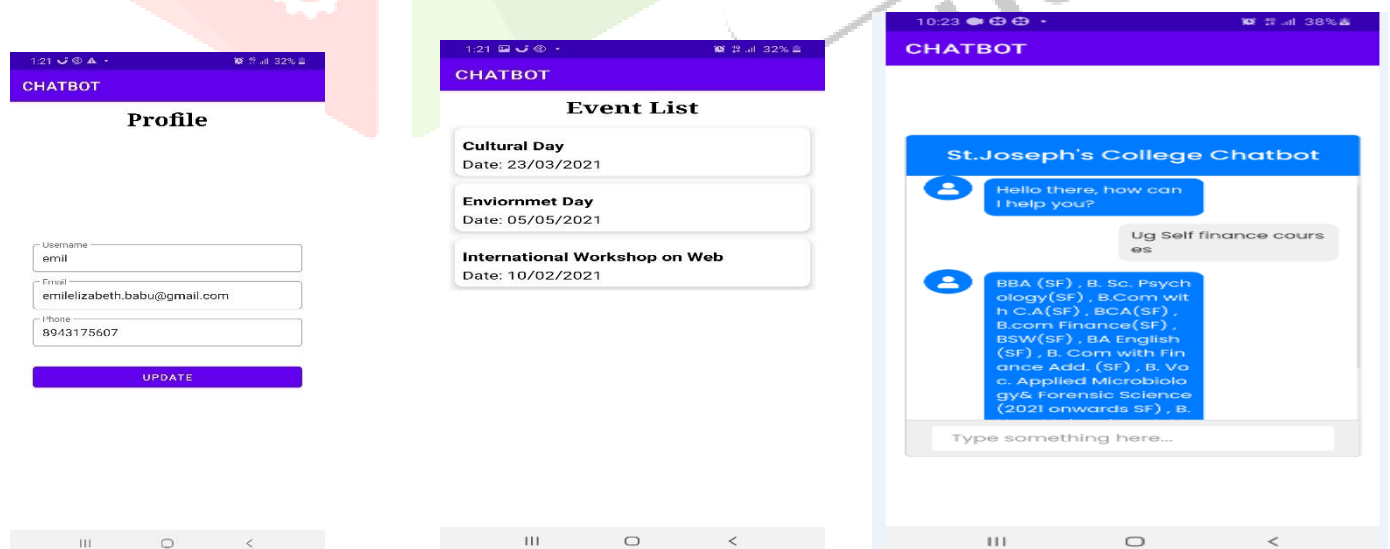 1:21
32%
CHATBOT
Profile
Username
emil
Email
emilelizabeth.babu@gmail.com
Phone
8943175607
UPDATE
1:21
32%
CHATBOT
Event List
Cultural Day
Date: 23/03/2021
Enviornmet Day
Date: 05/05/2021
International Workshop on Web
Date: 10/02/2021
10:23
38%
CHATBOT
St.Joseph's College Chatbot
Hello there, how can
I help you?
Ug Self finance cours
es
BBA (SF) , B. Sc. Psych
ology(SF) , B.Com wit
h C.A(SF) , BCA(SF) ,
B.com Finance(SF) ,
BSW(SF) , BA English
(SF) , B. Com with Fin
ance Add. (SF) , B. Vo
c. Applied Microbiolo
gy& Forensic Science
(2021 onwards SF) , B.
Type something here...